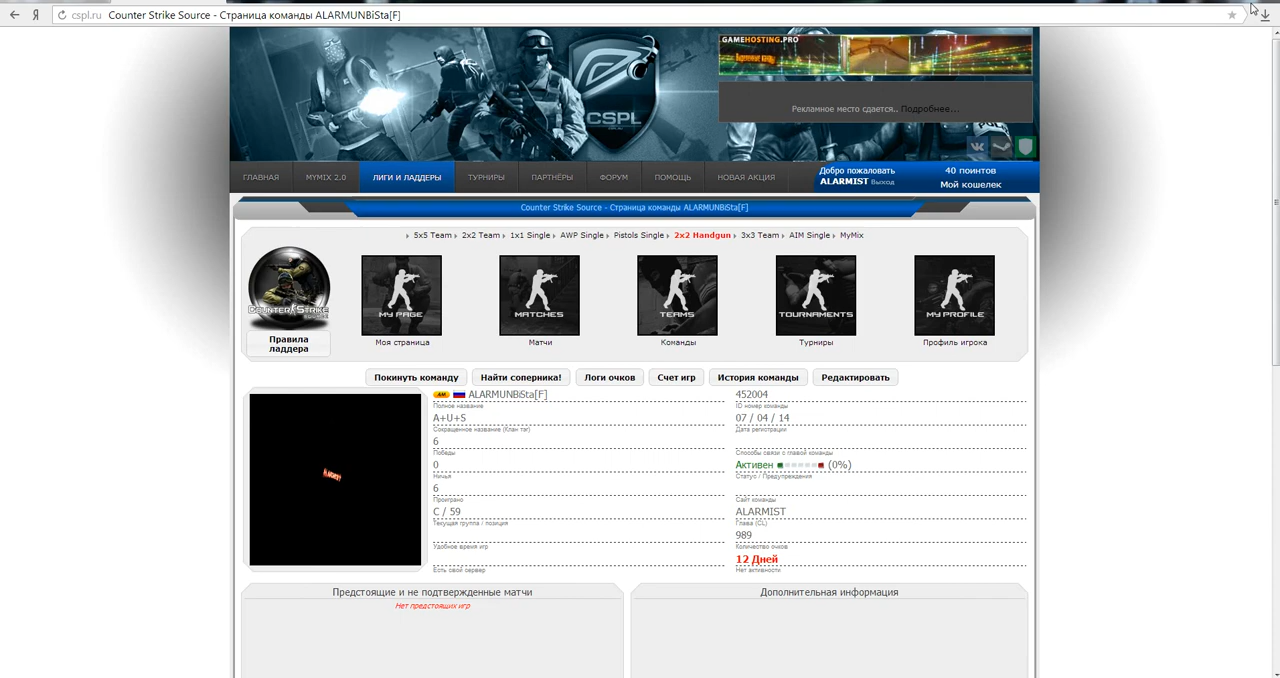 cspl.ru Counter Strike Source - Страница команды ALARMUNBiSta[F]
GAMEHOSTING.PRO
CSPL
Рекламное место сдается.. Подробнее...
ГЛАВНАЯ MYMIX 2.0 ЛИГИ И ЛАДДЕРЫ ТУРНИРЫ ПАРТНЁРЫ ФОРУМ ПОМОЩЬ НОВАЯ АКЦИЯ
Добро пожаловать
ALARMIST Выход
40 поинтов
Мой кошелек
Counter Strike Source - Страница команды ALARMUNBiSta[F]
5x5 Team 2x2 Team 1x1 Single AWP Single Pistols Single 2x2 Handgun 3x3 Team AIM Single MyMix
COUNTER STRIKE
MY PAGE MATCHES TEAMS TOURNAMENTS MY PROFILE
Правила
ладдера
Моя страница Матчи Команды Турниры Профиль игрока
Покинуть команду Найти соперника! Логи очков Счет игр История команды Редактировать
ALARMUNBiSta[F]
Полное название
A+U+5
Сокращенное название (Клан тэг)
6
Победы
0
Ничья
6
Проиграно
C / 59
Текущая группа / позиция
Удобное время игр
Есть свой сервер
452004
ID номер команды
07 / 04 / 14
Дата регистрации
Способы связи с главой команды
Активен (0%)
Статус / Предупреждения
Сайт команды
ALARMIST
Глава (CL)
989
Количество очков
12 Дней
Нет активности
Предстоящие и не подтвержденные матчи
Нет предстоящих игр
Дополнительная информация